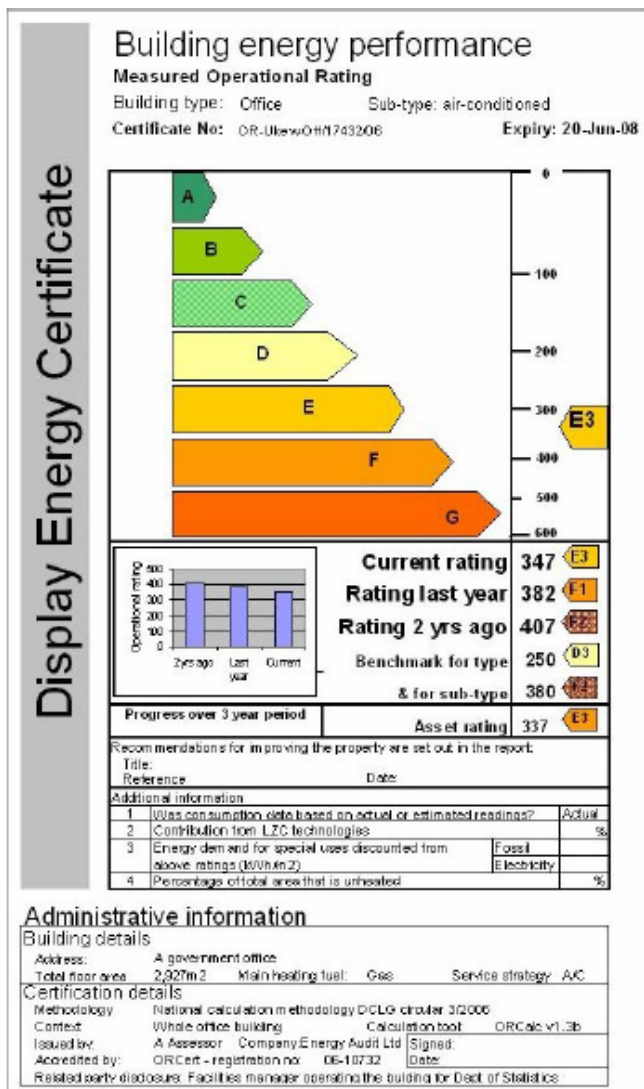 Display Energy Certificate
Building energy performance
Measured Operational Rating
Building type: Office Sub-type: air-conditioned
Certificate No: Expiry: 20-Jun-08
0
A
B
100
C
D
200
E
300
E3
F
400
G
500
600
Operational rating
500
400
300
200
100
0
2yrs ago Last year Current
Current rating 347 E3
Rating last year 382 F1
Rating 2 yrs ago 407 F2
Benchmark for type 250 D3
& for sub-type 380
Progress over 3 year period
Asset rating 337 E3
Recommendations for improving the property are set out in the report:
Title:
Reference Date:
Additional information
1 Was consumption data based on actual or estimated readings? Actual
2 Contribution from LZC technologies %
3 Energy demand for special uses discounted from Fossil
above ratings (kWh/m2) Electricity
4 Percentage of total area that is unheated %
Administrative information
Building details
Address: A government office
Total floor area 2,927m2 Main heating fuel: Gas Service strategy A/C
Certification details
Methodology National calculation methodology DCLG circular 3/2006
Context Whole office building Calculation tool: ORCalc v1.3b
Issued by: A Assessor Company: Energy Audit Ltd Signed:
Accredited by: ORCert - registration no: 06-10732 Date:
Related party disclosure: Facilities manager operating the building for Dept of Statistics